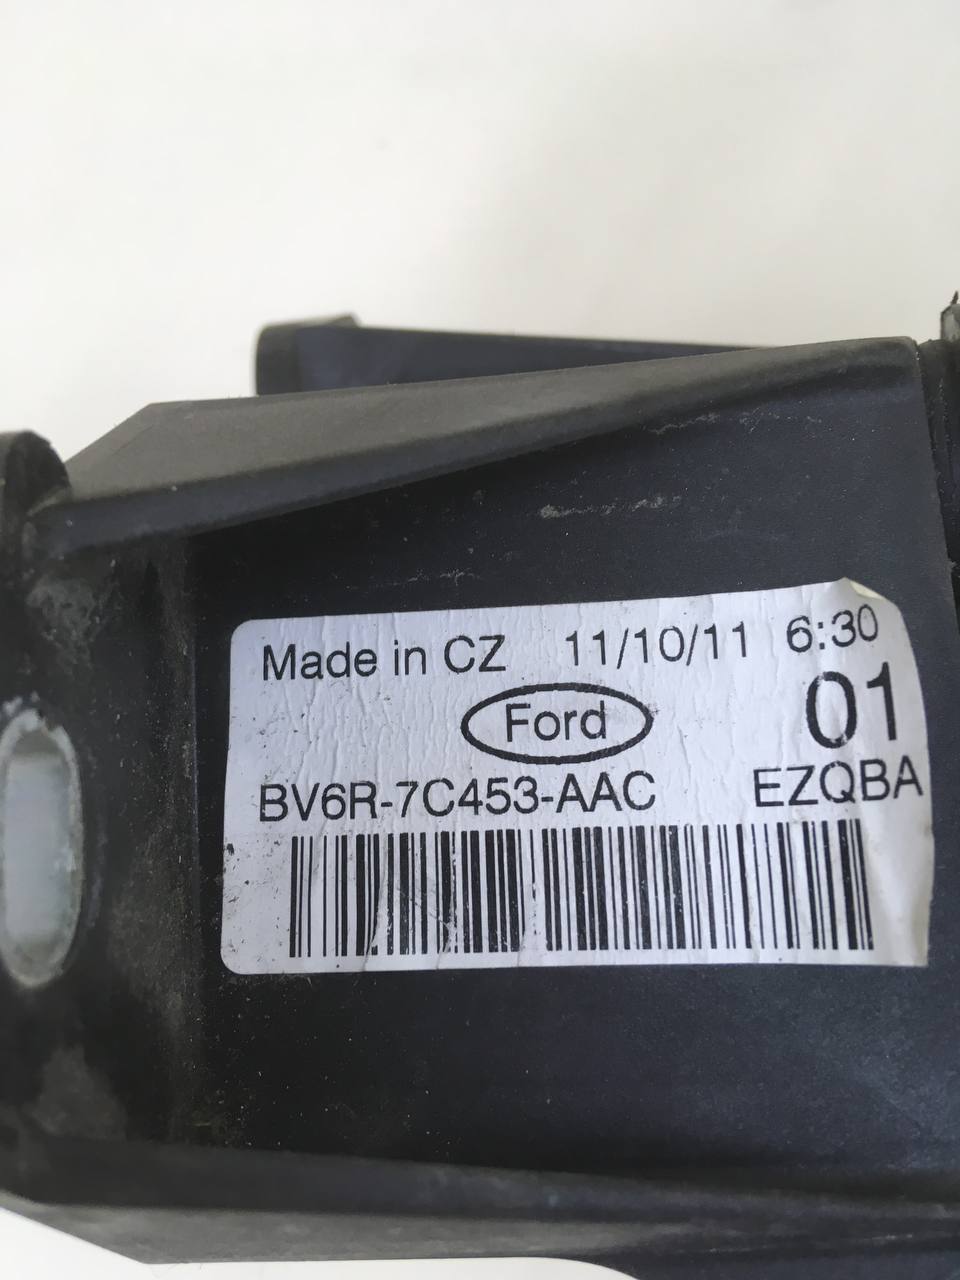 Made in CZ 11/10/11 6:30
Ford 01
BV6R-7C453-AAC EZQBA